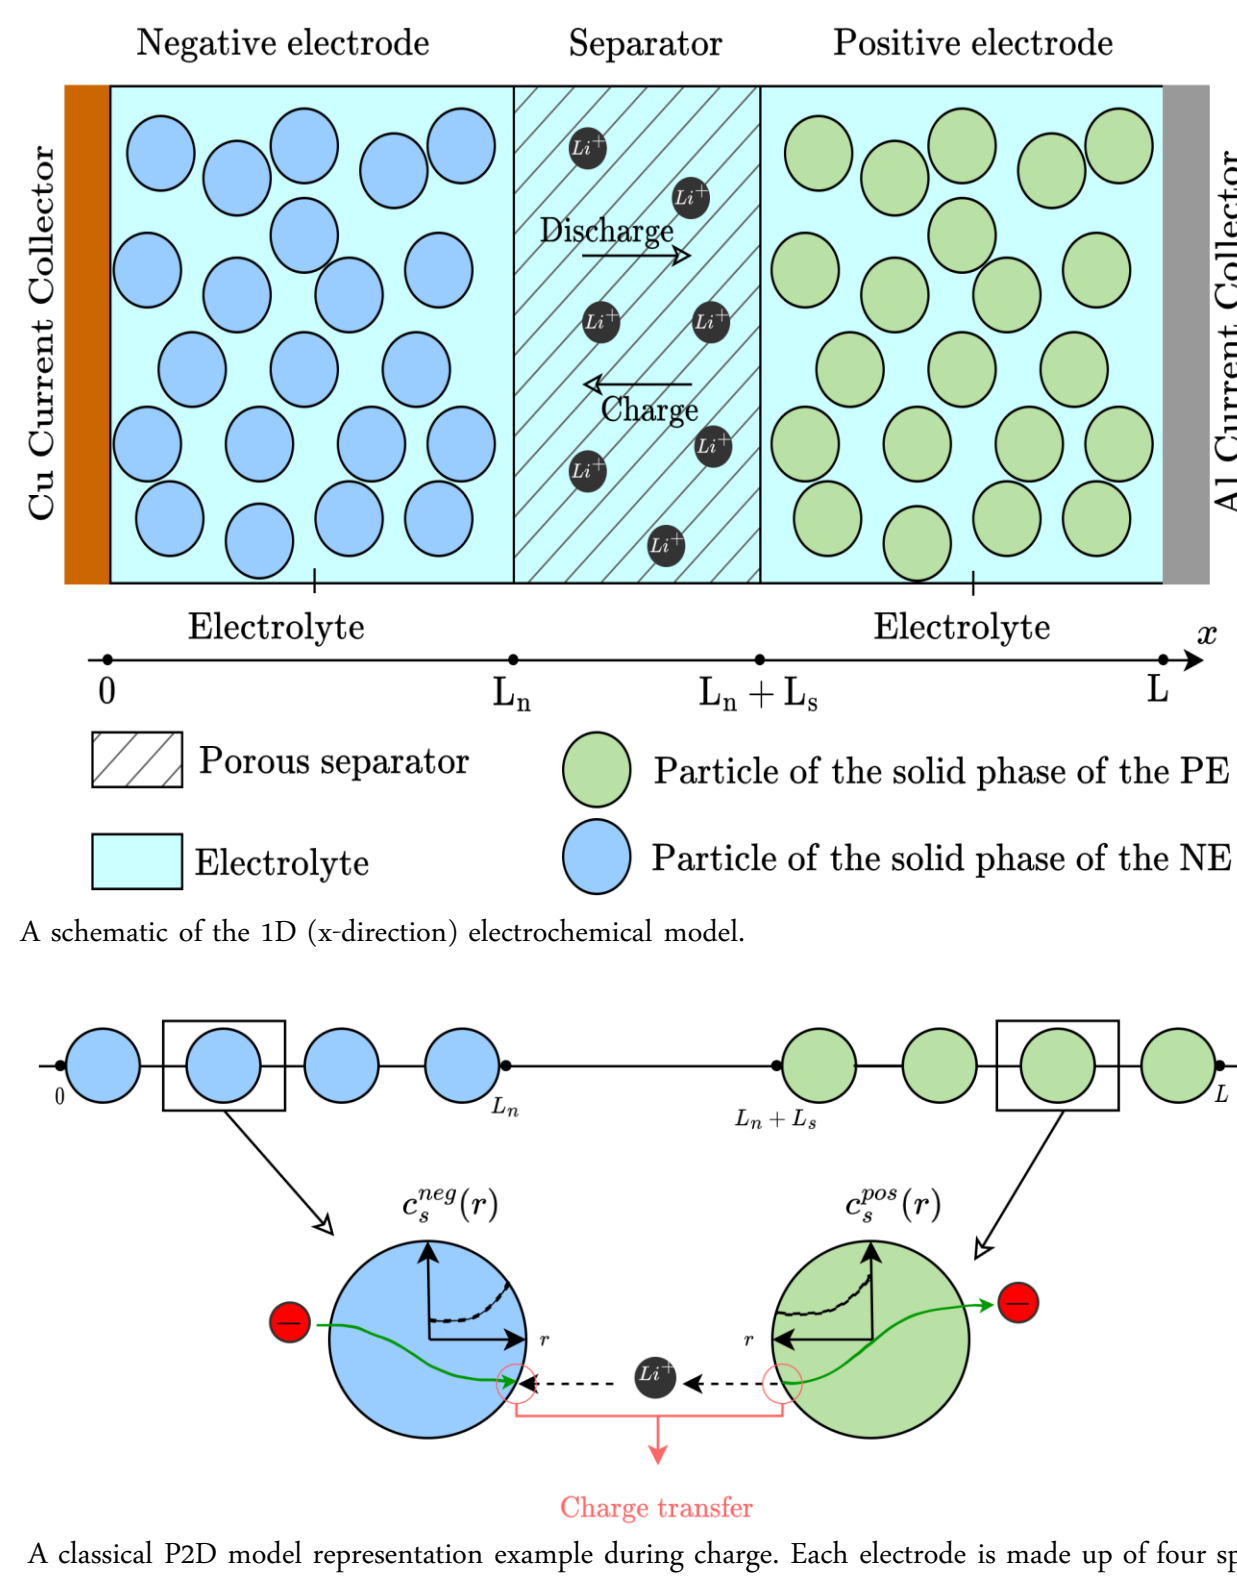 Negative electrode Separator Positive electrode
Cu Current Collector
Li+
Li+
Discharge
Li+ Li+
Charge
Li+
Li+
Li+
Al Current Collector
Electrolyte Electrolyte
x
0 Ln Ln + Ls L
Porous separator Particle of the solid phase of the PE
Electrolyte Particle of the solid phase of the NE
A schematic of the 1D (x-direction) electrochemical model.
0 Ln Ln + Ls L
c_s^{neg}(r) c_s^{pos}(r)
— —
r r
Li+
Charge transfer
A classical P2D model representation example during charge. Each electrode is made up of four